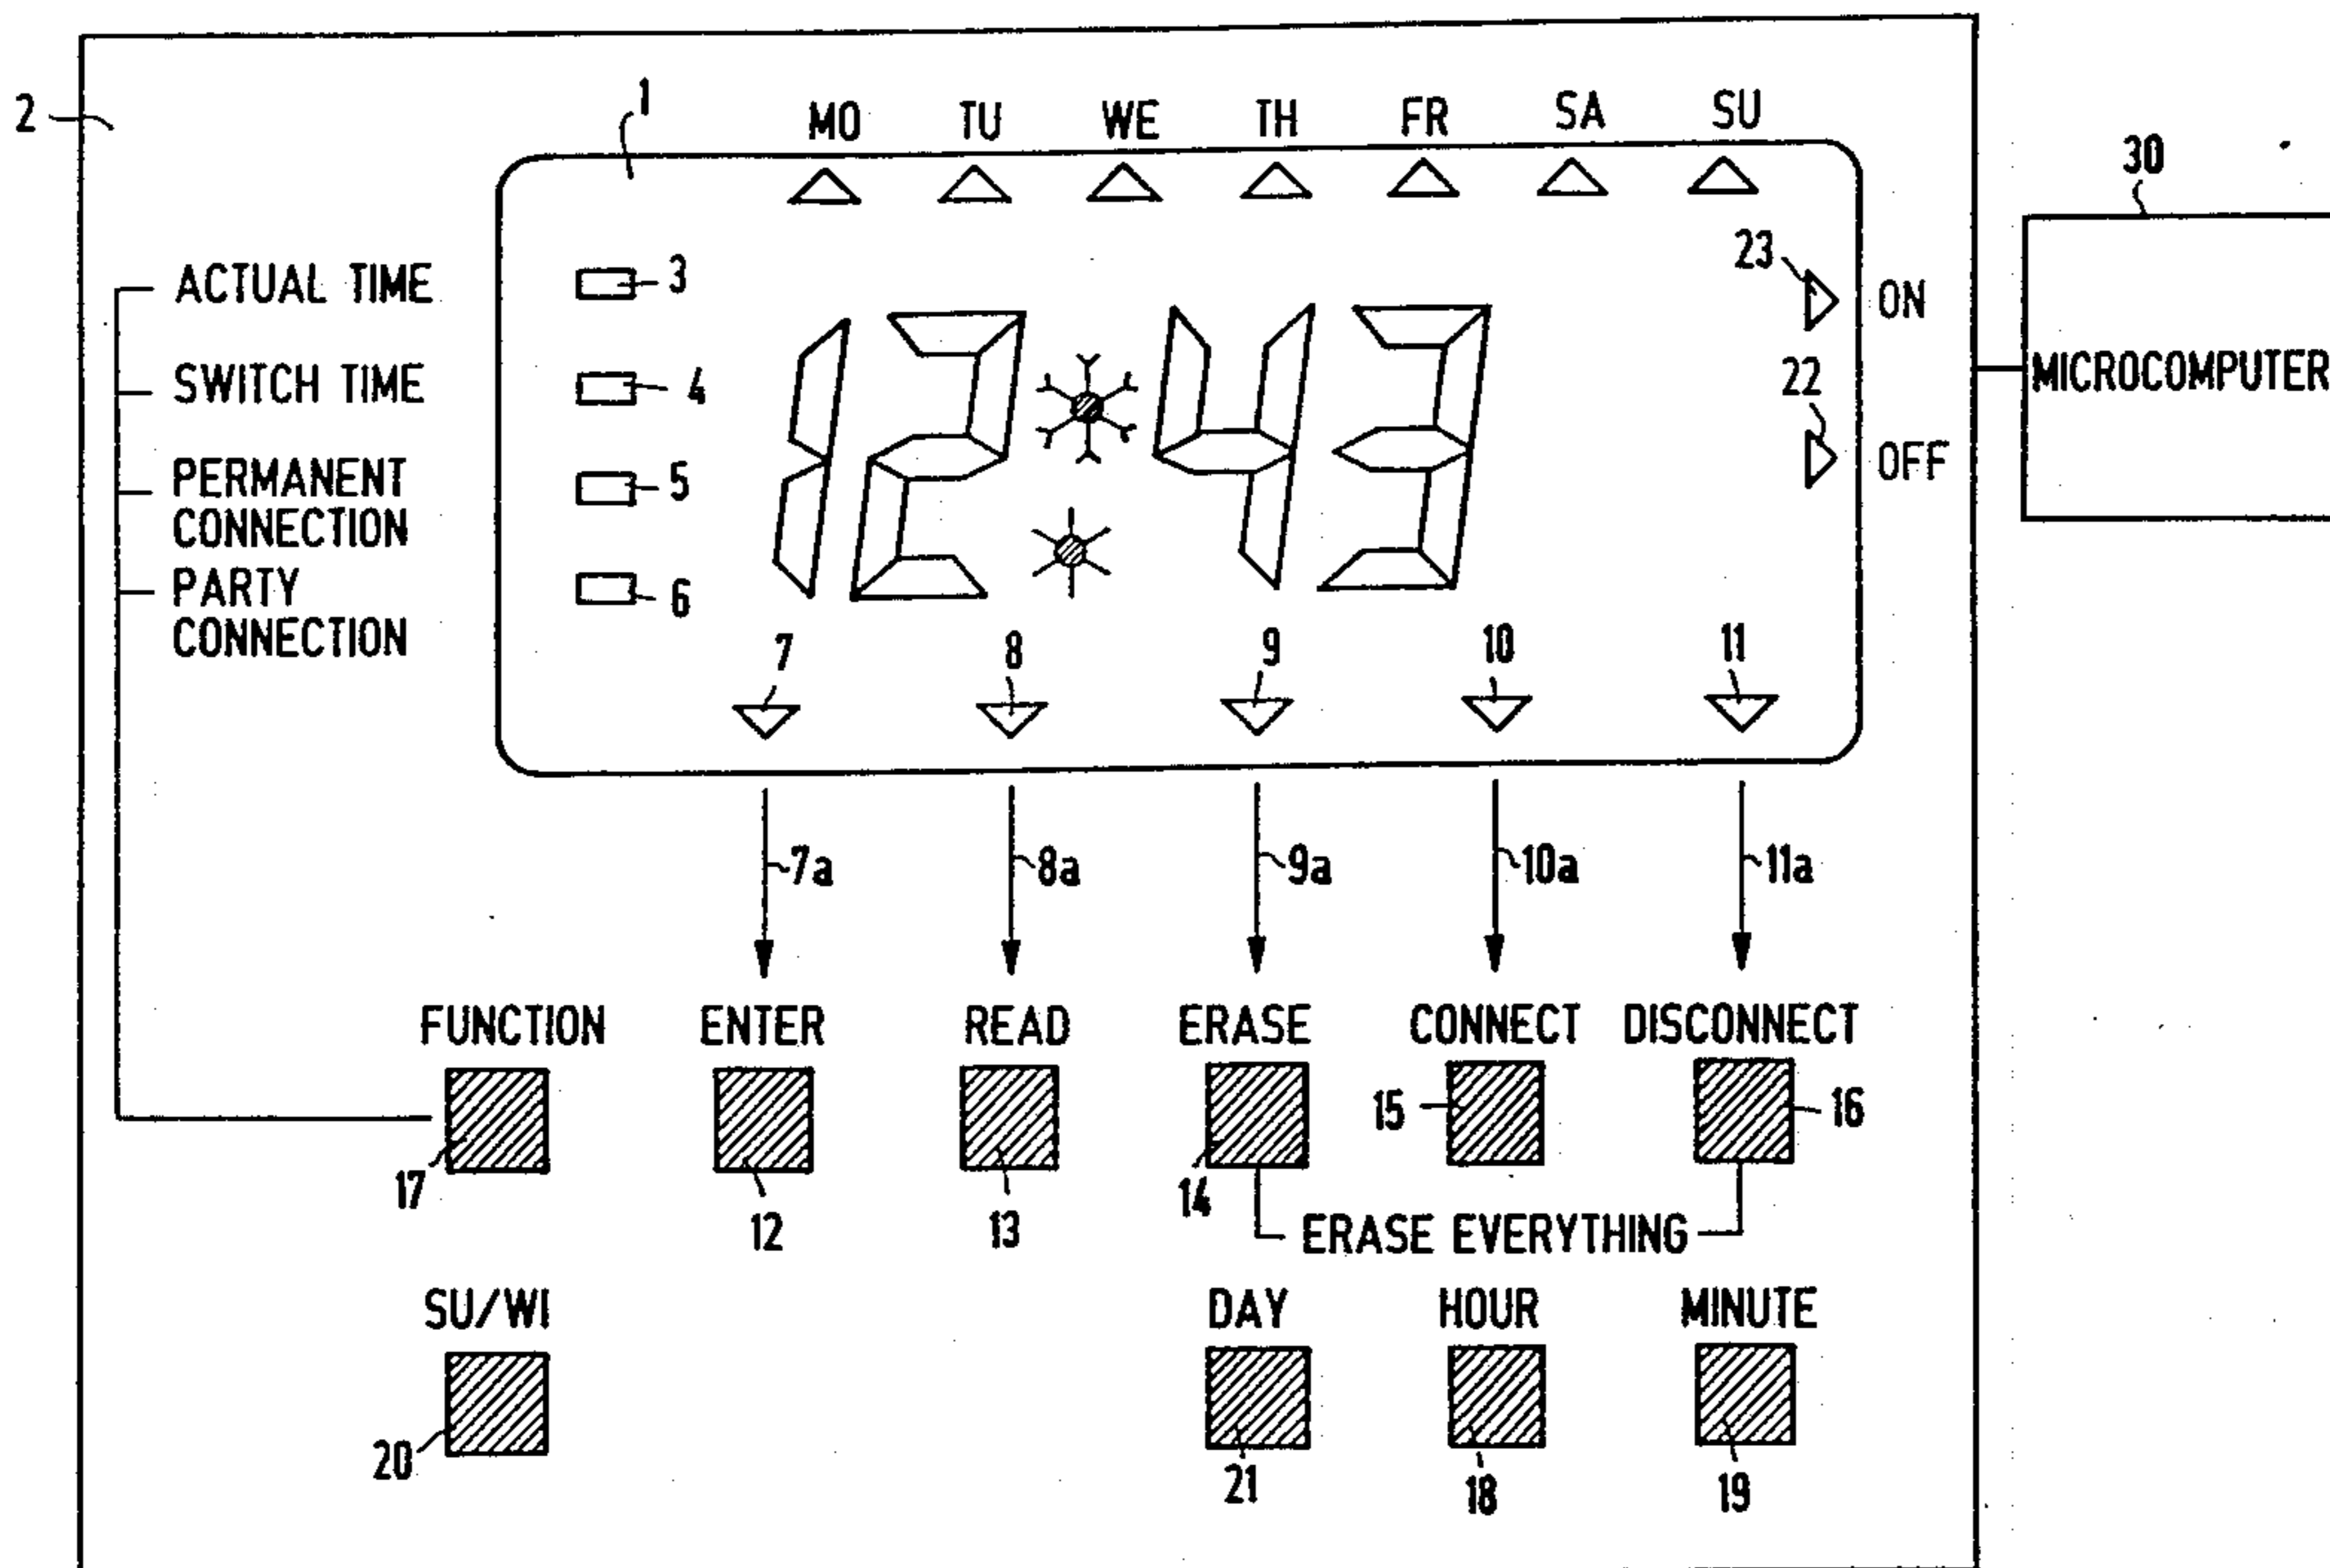 2
1
MO TU WE TH FR SA SU
30
23
ACTUAL TIME
3
ON
SWITCH TIME
4
12 43
22
MICROCOMPUTER
PERMANENT
CONNECTION
5
OFF
PARTY
CONNECTION
6
7 8 9 10 11
7a 8a 9a 10a 11a
FUNCTION ENTER READ ERASE CONNECT DISCONNECT
15 16
17 12 13 14
ERASE EVERYTHING
SU/WI DAY HOUR MINUTE
20 21 18 19